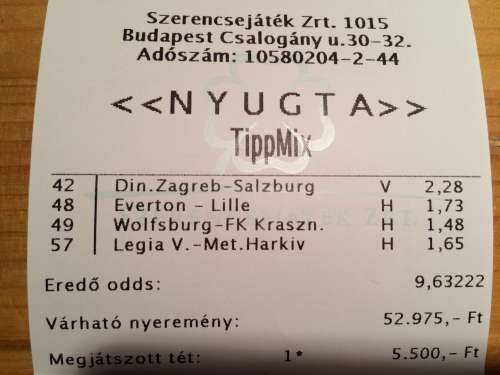 Szerencsejáték Zrt. 1015
Budapest Csalogány u.30-32.
Adószám: 10580204-2-44
<<NYUGTA>>
TippMix
42 Din.Zagreb-Salzburg V 2,28
48 Everton - Lille H 1,73
49 Wolfsburg-FK Kraszn. H 1,48
57 Legia V.-Met.Harkiv H 1,65
Eredő odds: 9,63222
Várható nyeremény: 52.975,- Ft
Megjátszott tét: 1* 5.500,- Ft